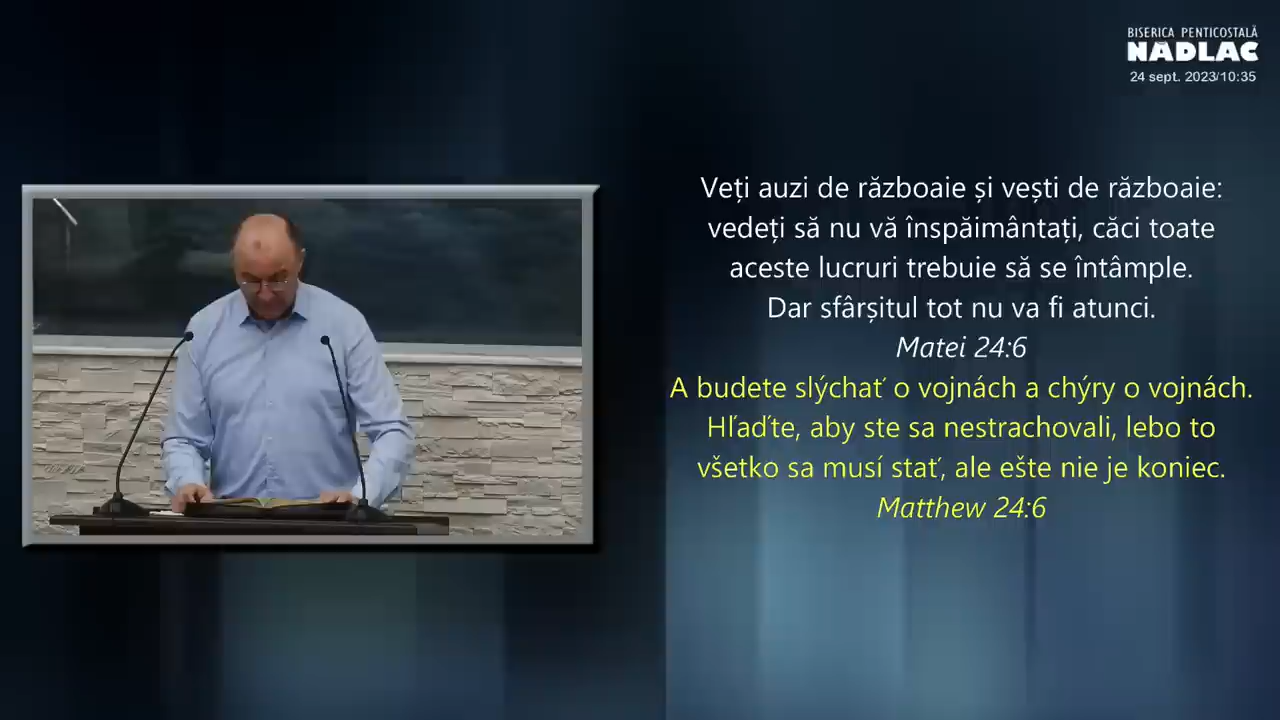 BISERICA PENTICOSTALĂ
NĂDLAC
24 sept. 2023/10:35
Veți auzi de războaie și vești de războaie:
vedeți să nu vă înspăimântați, căci toate
aceste lucruri trebuie să se întâmple.
Dar sfârșitul tot nu va fi atunci.
Matei 24:6
A budete slýchať o vojnách a chýry o vojnách.
Hľaďte, aby ste sa nestrachovali, lebo to
všetko sa musí stať, ale ešte nie je koniec.
Matthew 24:6